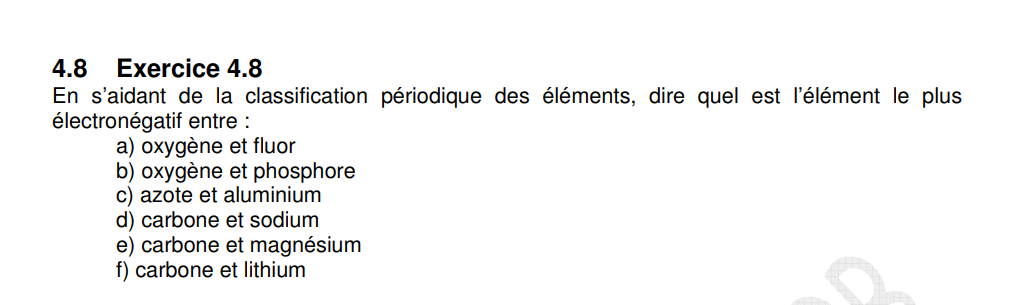 4.8 Exercice 4.8
En s'aidant de la classification périodique des éléments, dire quel est l'élément le plus
électronégatif entre :
a) oxygène et fluor
b) oxygène et phosphore
c) azote et aluminium
d) carbone et sodium
e) carbone et magnésium
f) carbone et lithium